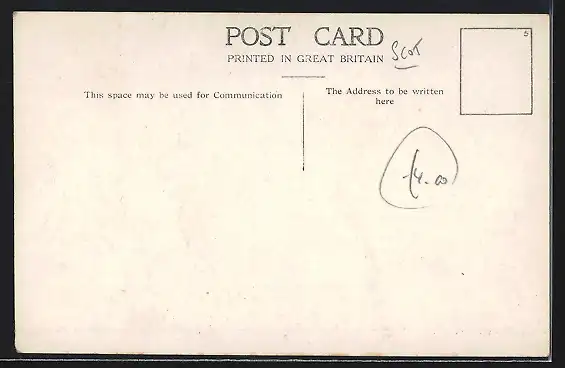 POST CARD
PRINTED IN GREAT BRITAIN
SCOT
5
This space may be used for Communication
The Address to be written
here
£4.00